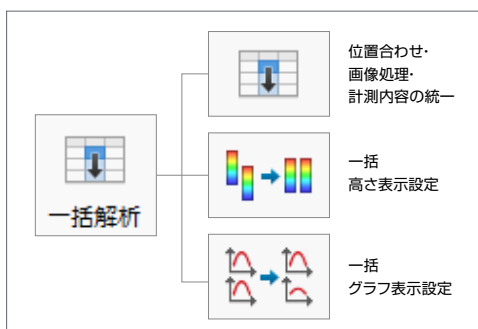 位置合わせ・
画像処理・
計測内容の統一
一括解析
一括
高さ表示設定
一括
グラフ表示設定